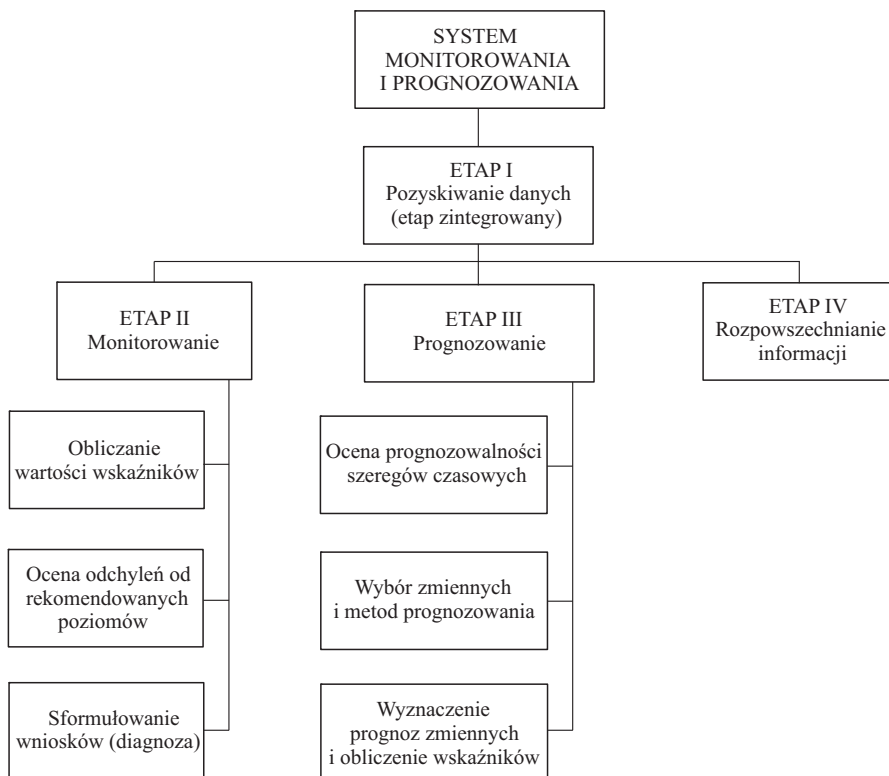 SYSTEM
MONITOROWANIA
I PROGNOZOWANIA
ETAP I
Pozyskiwanie danych
(etap zintegrowany)
ETAP II
Monitorowanie
ETAP III
Prognozowanie
ETAP IV
Rozpowszechnianie
informacji
Obliczanie
wartości wskaźników
Ocena odchyleń od
rekomendowanych
poziomów
Sformułowanie
wniosków (diagnoza)
Ocena prognozowalności
szeregów czasowych
Wybór zmiennych
i metod prognozowania
Wyznaczenie
prognoz zmiennych
i obliczenie wskaźników